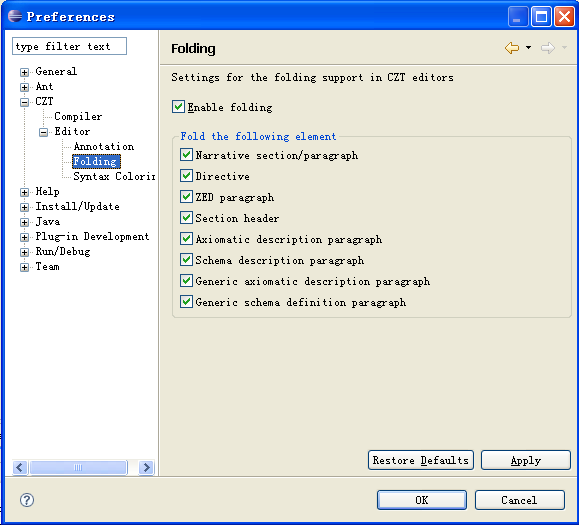 Preferences
type filter text
General
Ant
CZT
Compiler
Editor
Annotation
Folding
Syntax Colorin
Help
Install/Update
Java
Plug-in Development
Run/Debug
Team
Folding
Settings for the folding support in CZT editors
Enable folding
Fold the following element
Narrative section/paragraph
Directive
ZED paragraph
Section header
Axiomatic description paragraph
Schema description paragraph
Generic axiomatic description paragraph
Generic schema definition paragraph
Restore Defaults Apply
? OK Cancel